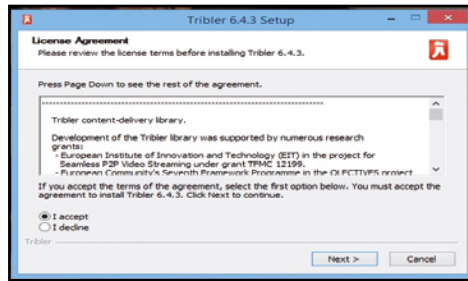 Tribler 6.4.3 Setup
License Agreement
Please review the license terms before installing Tribler 6.4.3.
Press Page Down to see the rest of the agreement.
Tribler content-delivery library.
Development of the Tribler library was supported by numerous research
grants:
- European Institute of Innovation and Technology (EIT) in the project for
Seamless P2P Video Streaming under grant TPMC 12199.
- European Community's Seventh Framework Programme in the QLECTIVES project
If you accept the terms of the agreement, select the first option below. You must accept the
agreement to install Tribler 6.4.3. Click Next to continue.
I accept
I decline
Tribler
Next >
Cancel